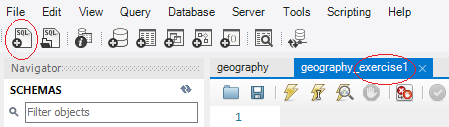 File Edit View Query Database Server Tools Scripting Help
SQL SQL
Navigator geography geography_exercise1
SCHEMAS
Filter objects 1